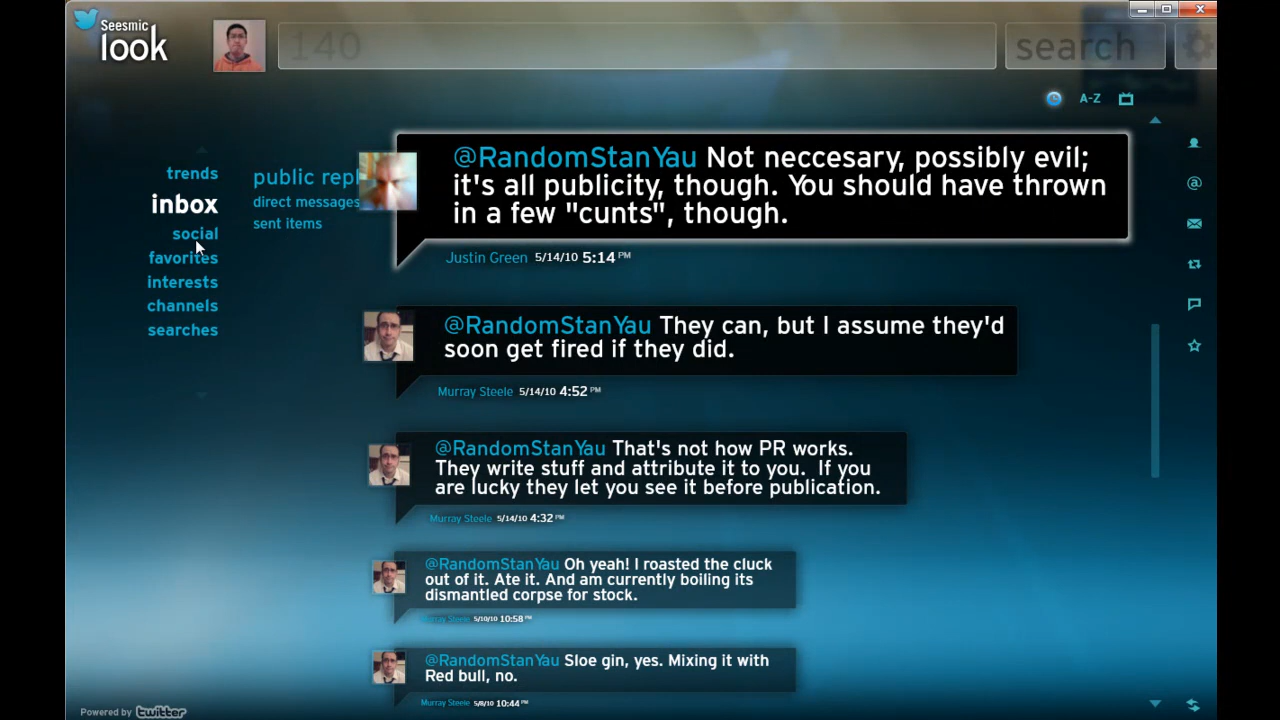 Seesmic
look
140
search
A-Z
trends
inbox
social
favorites
interests
channels
searches
public repl
direct messages
sent items
@RandomStanYau Not neccesary, possibly evil;
it's all publicity, though. You should have thrown
in a few "cunts", though.
Justin Green 5/14/10 5:14 PM
@RandomStanYau They can, but I assume they'd
soon get fired if they did.
Murray Steele 5/14/10 4:52 PM
@RandomStanYau That's not how PR works.
They write stuff and attribute it to you. If you
are lucky they let you see it before publication.
Murray Steele 5/14/10 4:32 PM
@RandomStanYau Oh yeah! I roasted the cluck
out of it. Ate it. And am currently boiling its
dismantled corpse for stock.
Murray Steele 5/10/10 10:58 PM
@RandomStanYau Sloe gin, yes. Mixing it with
Red bull, no.
Murray Steele 5/8/10 10:44 PM
Powered by twitter